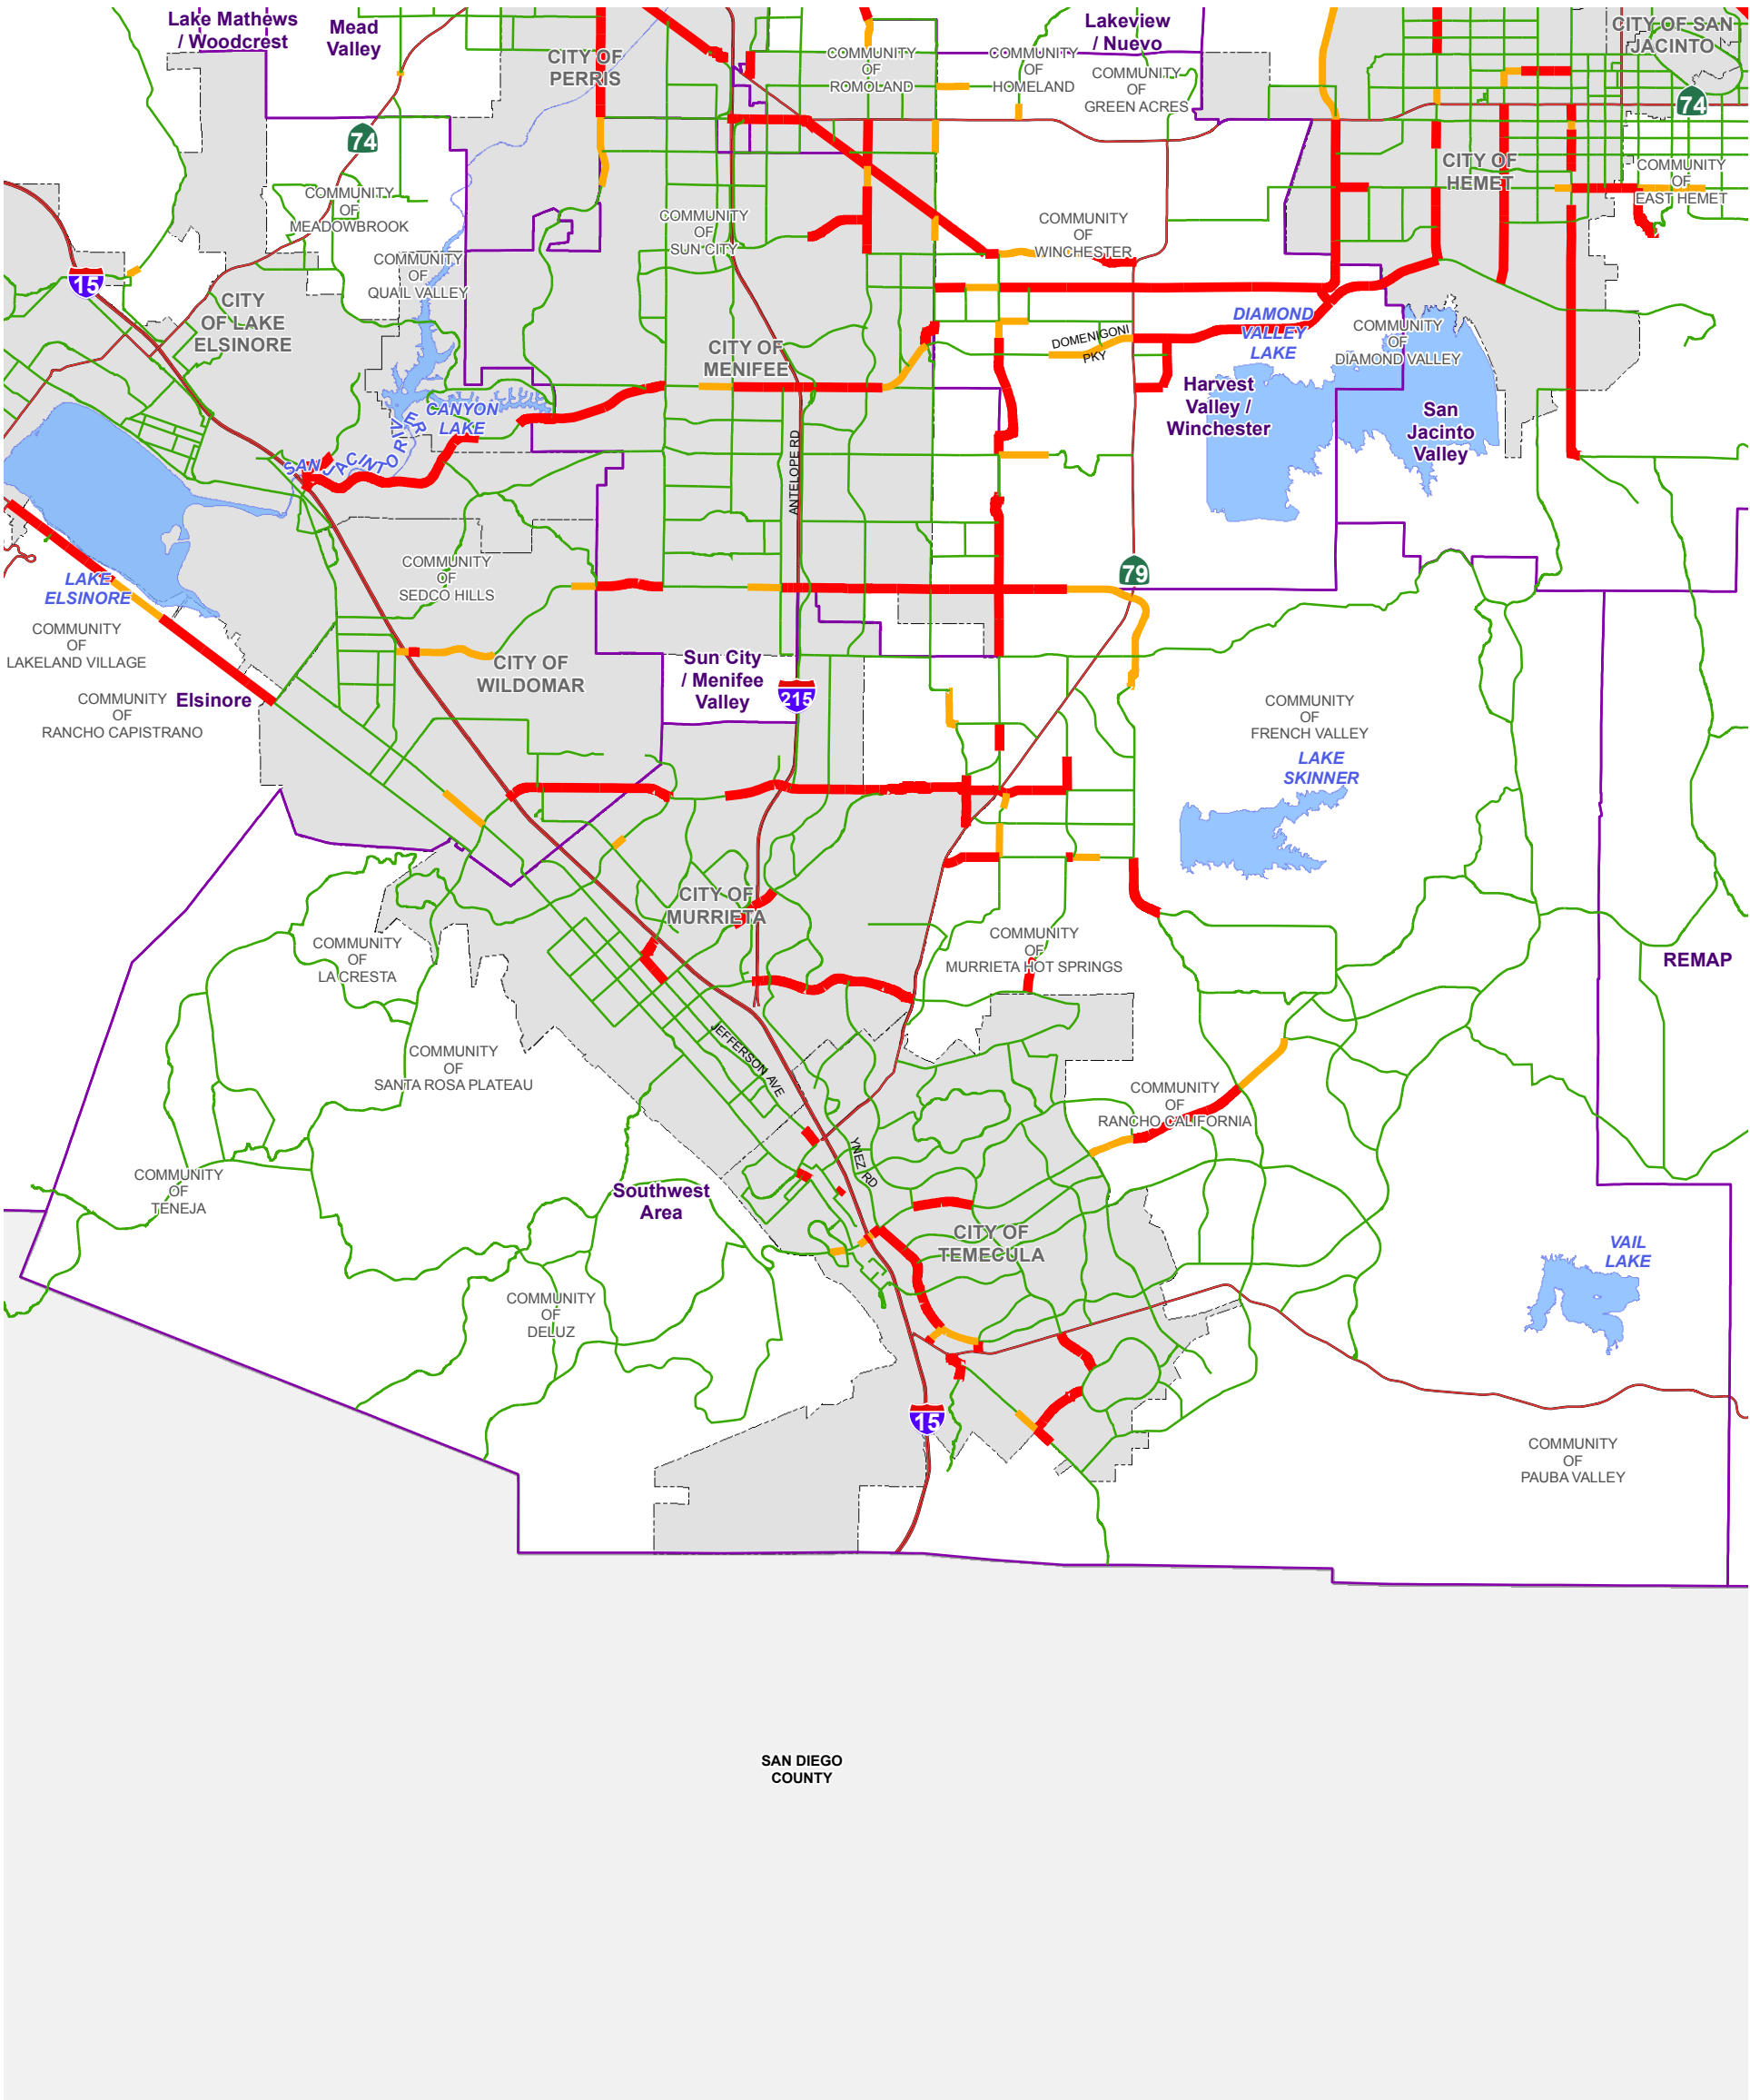 Lake Mathews
/ Woodcrest
Mead
Valley
CITY OF
PERRIS
COMMUNITY
OF
ROMOLAND
COMMUNITY
OF
HOMELAND
Lakeview
/ Nuevo
COMMUNITY
OF
GREEN ACRES
CITY OF SAN
JACINTO
74
74
CITY OF
HEMET
COMMUNITY
OF
EAST HEMET
COMMUNITY
OF
MEADOWBROOK
COMMUNITY
OF
SUN CITY
COMMUNITY
OF
WINCHESTER
COMMUNITY
OF
QUAIL VALLEY
15
CITY
OF LAKE
ELSINORE
CITY OF
MENIFEE
DOMENIGONI
PKY
DIAMOND
VALLEY
LAKE
COMMUNITY
OF
DIAMOND VALLEY
Harvest
Valley /
Winchester
San
Jacinto
Valley
CANYON
LAKE
SAN JACINTO RIVER
ANTELOPE RD
COMMUNITY
OF
SEDCO HILLS
79
LAKE
ELSINORE
COMMUNITY
OF
LAKELAND VILLAGE
CITY OF
WILDOMAR
Sun City
/ Menifee
Valley
215
COMMUNITY
OF
RANCHO CAPISTRANO
Elsinore
COMMUNITY
OF
FRENCH VALLEY
LAKE
SKINNER
CITY OF
MURRIETA
COMMUNITY
OF
LA CRESTA
COMMUNITY
OF
MURRIETA HOT SPRINGS
REMAP
JEFFERSON AVE
COMMUNITY
OF
SANTA ROSA PLATEAU
COMMUNITY
OF
RANCHO CALIFORNIA
YNEZ RD
COMMUNITY
OF
TENEJA
Southwest
Area
CITY OF
TEMECULA
VAIL
LAKE
COMMUNITY
OF
DELUZ
15
COMMUNITY
OF
PAUBA VALLEY
SAN DIEGO
COUNTY